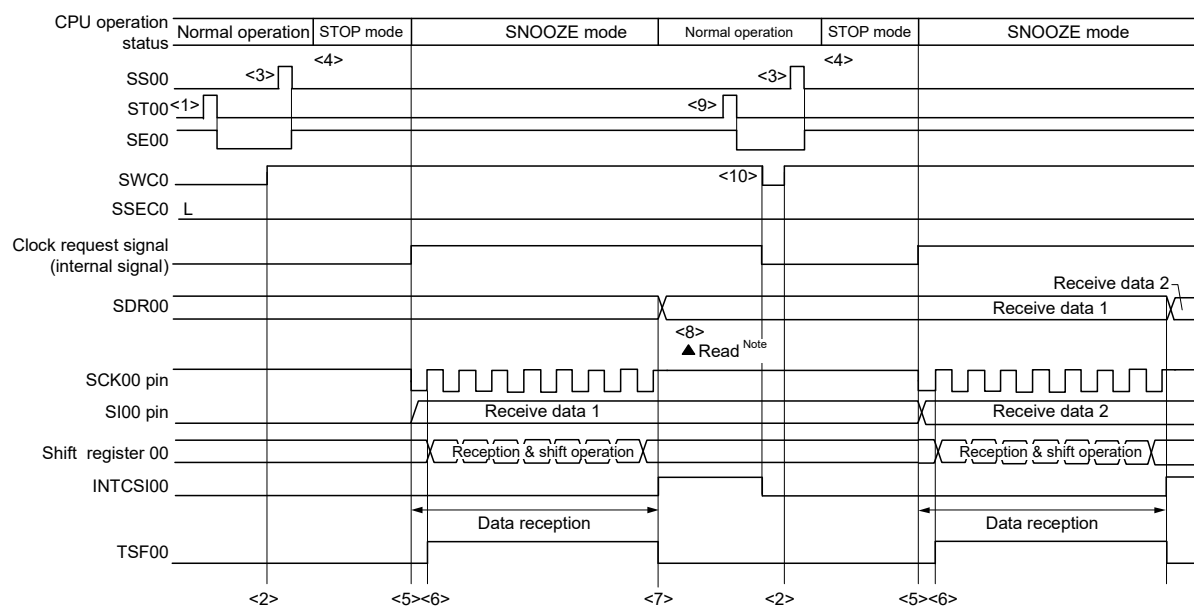 CPU operation
status
Normal operation
STOP mode
SNOOZE mode
Normal operation
STOP mode
SNOOZE mode
<4>
<4>
SS00
<3>
<3>
ST00
<1>
<9>
SE00
SWC0
<10>
SSEC0
L
Clock request signal
(internal signal)
Receive data 2
SDR00
Receive data 1
<8>
▲ Read Note
SCK00 pin
SI00 pin
Receive data 1
Receive data 2
Shift register 00
Reception & shift operation
Reception & shift operation
INTCSI00
Data reception
Data reception
TSF00
<2>
<5><6>
<7>
<2>
<5><6>